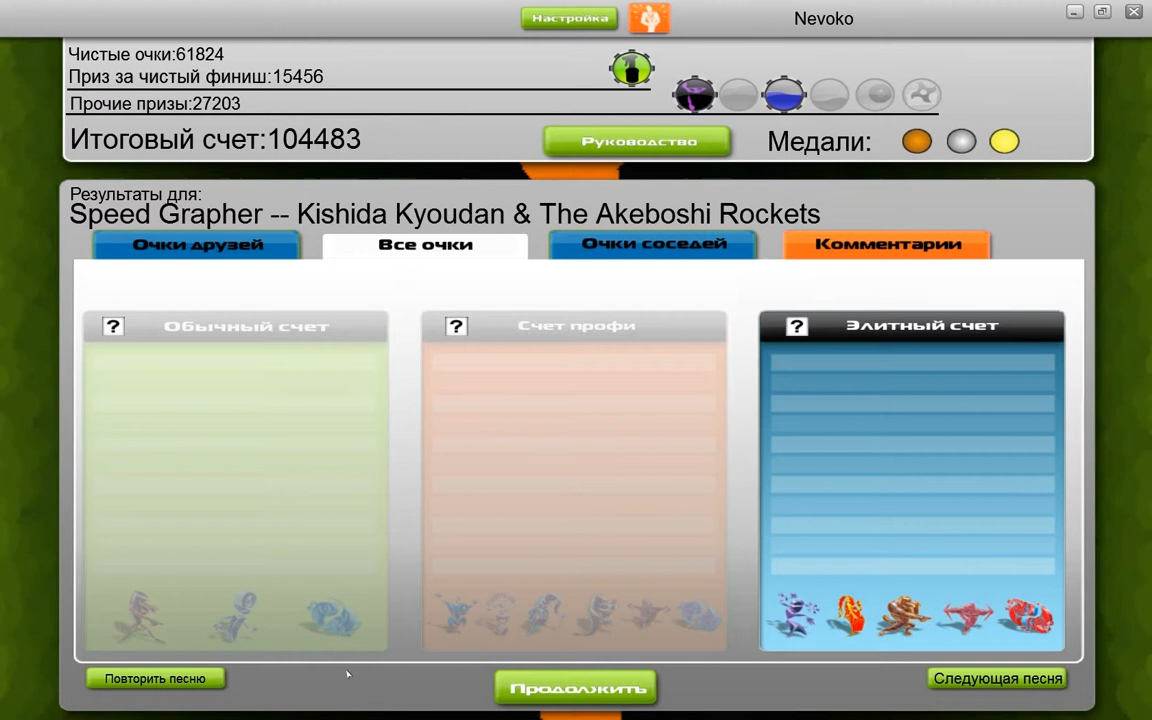 Настройка
Nevoko
Чистые очки:61824
Приз за чистый финиш:15456
Прочие призы:27203
Итоговый счет:104483
Руководство
Медали:
Результаты для:
Speed Grapher -- Kishida Kyoudan & The Akeboshi Rockets
Очки друзей
Все очки
Очки соседей
Комментарии
? Обычный счет
? Счет профи
? Элитный счет
Повторить песню
Продолжить
Следующая песня